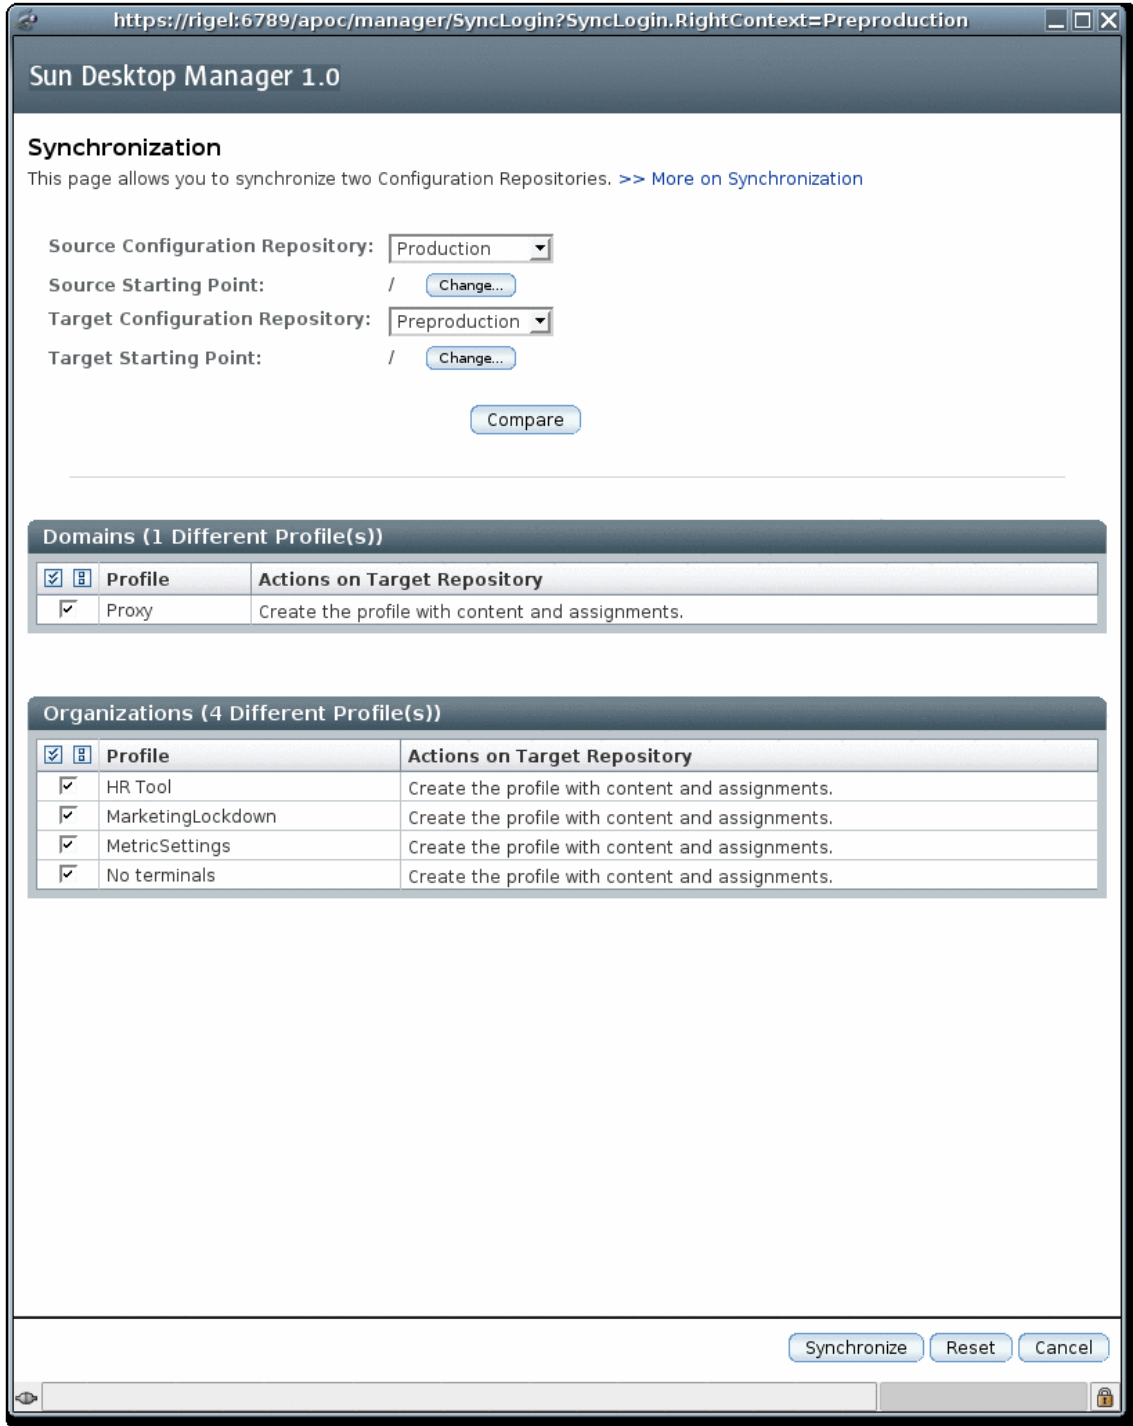 https://rigel:6789/apoc/manager/SyncLogin?SyncLogin.RightContext=Preproduction
Sun Desktop Manager 1.0
Synchronization
This page allows you to synchronize two Configuration Repositories. >> More on Synchronization
Source Configuration Repository: Production
Source Starting Point: / Change...
Target Configuration Repository: Preproduction
Target Starting Point: / Change...
Compare
Domains (1 Different Profile(s))
Profile Actions on Target Repository
Proxy Create the profile with content and assignments.
Organizations (4 Different Profile(s))
Profile Actions on Target Repository
HR Tool Create the profile with content and assignments.
MarketingLockdown Create the profile with content and assignments.
MetricSettings Create the profile with content and assignments.
No terminals Create the profile with content and assignments.
Synchronize Reset Cancel